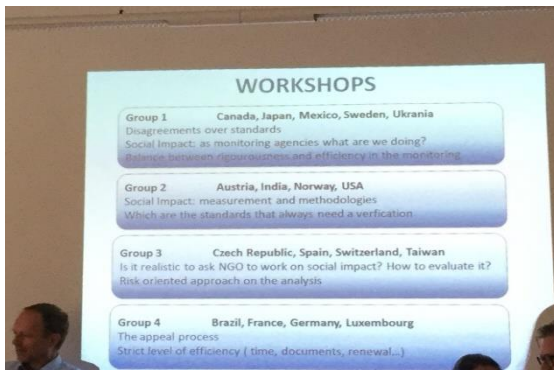 WORKSHOPS
Group 1 Canada, Japan, Mexico, Sweden, Ukrania
Disagreements over standards
Social Impact: as monitoring agencies what are we doing?
Balance between rigourousness and efficiency in the monitoring
Group 2 Austria, India, Norway, USA
Social Impact: measurement and methodologies
Which are the standards that always need a verfication
Group 3 Czech Republic, Spain, Switzerland, Taiwan
Is it realistic to ask NGO to work on social impact? How to evaluate it?
Risk oriented approach on the analysis
Group 4 Brazil, France, Germany, Luxembourg
The appeal process
Strict level of efficiency ( time, documents, renewal...)